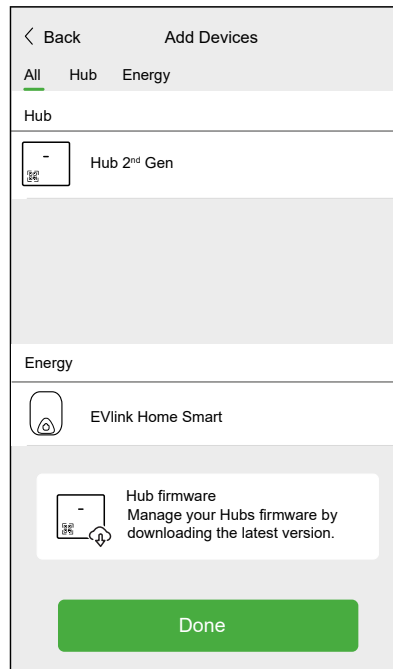 Back Add Devices
All Hub Energy
Hub
Hub 2nd Gen
Energy
EVlink Home Smart
Hub firmware
Manage your Hubs firmware by
downloading the latest version.
Done